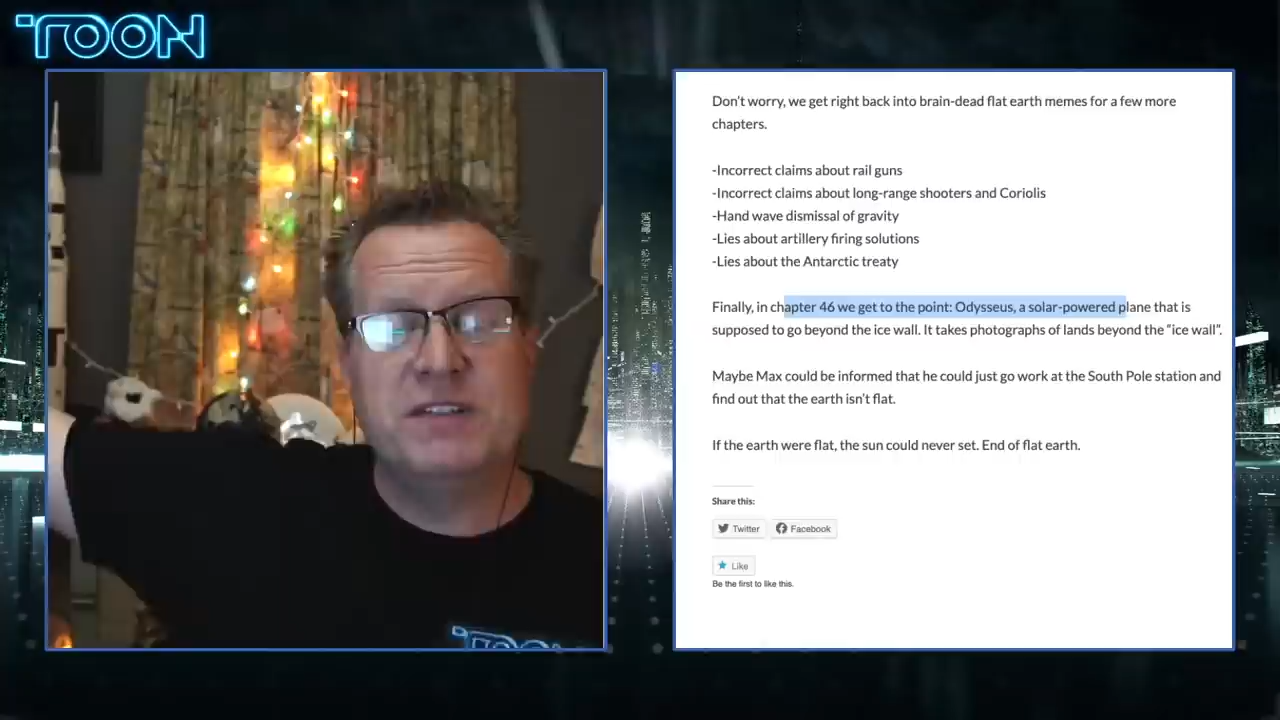 TOON
Don't worry, we get right back into brain-dead flat earth memes for a few more
chapters.
-Incorrect claims about rail guns
-Incorrect claims about long-range shooters and Coriolis
-Hand wave dismissal of gravity
-Lies about artillery firing solutions
-Lies about the Antarctic treaty
Finally, in chapter 46 we get to the point: Odysseus, a solar-powered plane that is
supposed to go beyond the ice wall. It takes photographs of lands beyond the “ice wall”.
Maybe Max could be informed that he could just go work at the South Pole station and
find out that the earth isn't flat.
If the earth were flat, the sun could never set. End of flat earth.
Share this:
Twitter
Facebook
Like
Be the first to like this.
TOON